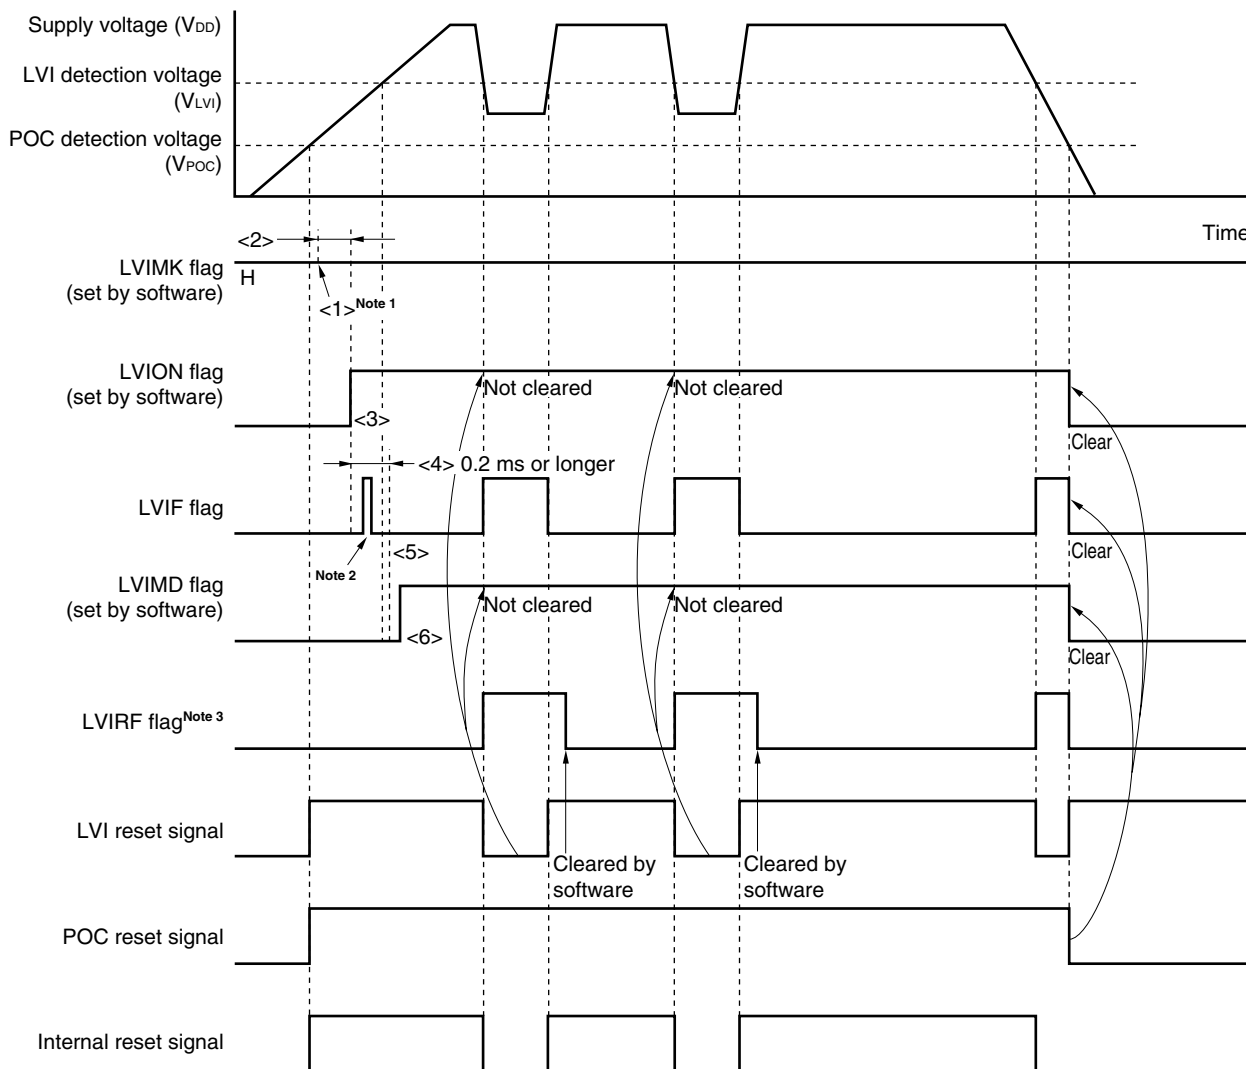 Supply voltage (VDD)
LVI detection voltage
(VLVI)
POC detection voltage
(VPOC)
Time
<2>
LVIMK flag
(set by software)
H
<1> Note 1
LVION flag
(set by software)
Not cleared
Not cleared
<3>
Clear
<4> 0.2 ms or longer
LVIF flag
Clear
<5>
Note 2
LVIMD flag
(set by software)
Not cleared
Not cleared
<6>
Clear
LVIRF flag Note 3
LVI reset signal
Cleared by
software
Cleared by
software
POC reset signal
Internal reset signal